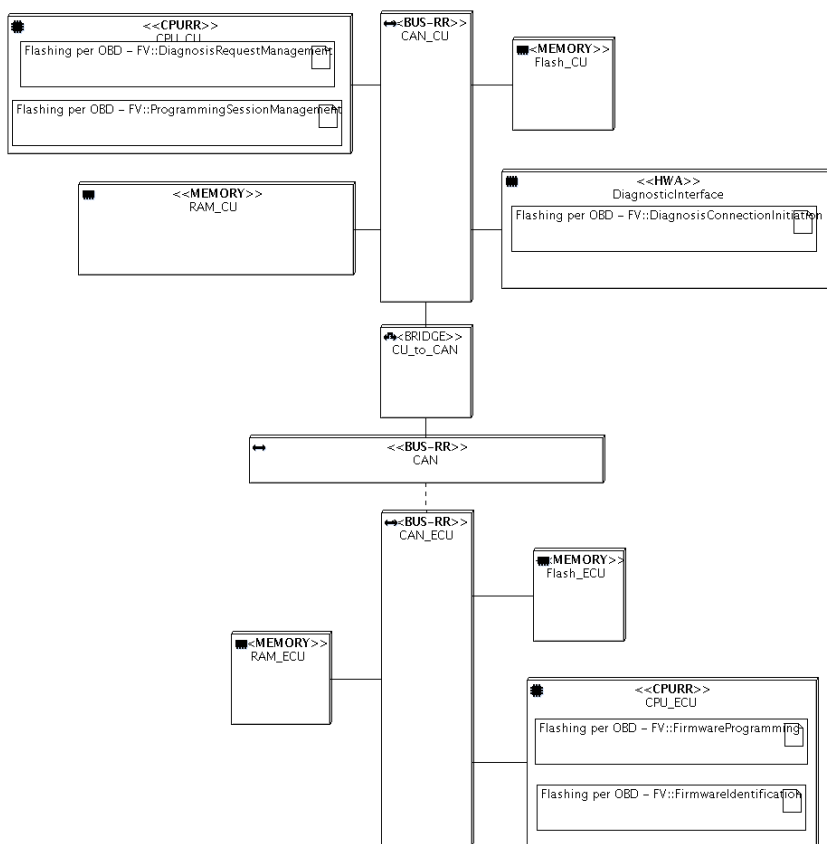 <<CPURR>>
CPU_CU
Flashing per OBD – FV::DiagnosisRequestManagement
Flashing per OBD – FV::ProgrammingSessionManagement
<<BUS-RR>>
CAN_CU
<<MEMORY>>
Flash_CU
<<MEMORY>>
RAM_CU
<<HWA>>
DiagnosticInterface
Flashing per OBD – FV::DiagnosisConnectionInitiation
<<BRIDGE>>
CU_to_CAN
<<BUS-RR>>
CAN
<<BUS-RR>>
CAN_ECU
<<MEMORY>>
Flash_ECU
<<MEMORY>>
RAM_ECU
<<CPURR>>
CPU_ECU
Flashing per OBD – FV::FirmwareProgramming
Flashing per OBD – FV::FirmwareIdentification